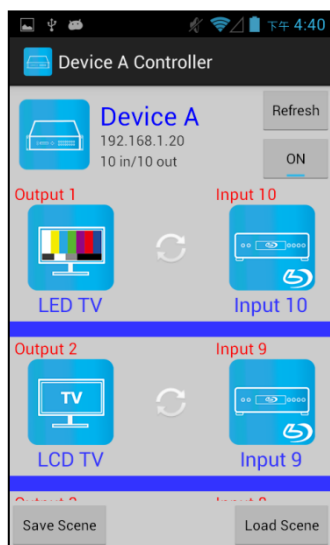 下午 4:40
Device A Controller
Device A
192.168.1.20
10 in/10 out
Refresh
ON
Output 1
Input 10
LED TV
Input 10
Output 2
Input 9
TV
LCD TV
Input 9
Save Scene
Load Scene